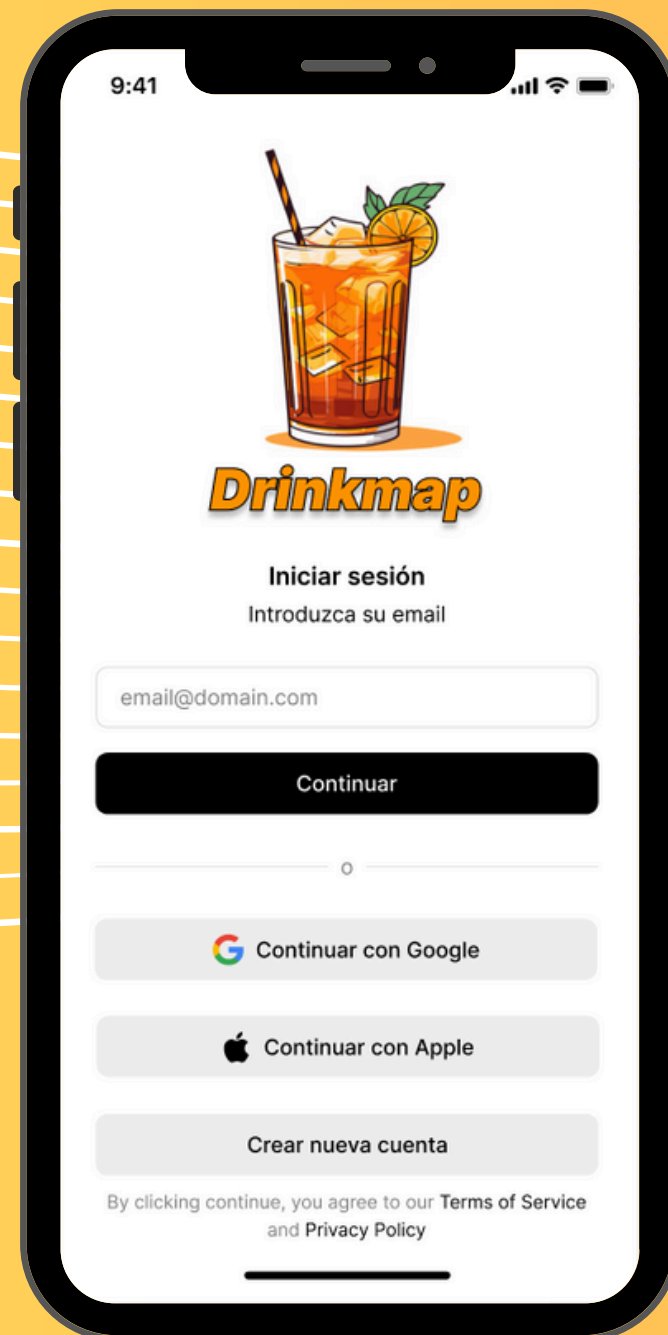 9:41
Drinkmap
Iniciar sesión
Introduzca su email
email@domain.com
Continuar
o
Continuar con Google
Continuar con Apple
Crear nueva cuenta
By clicking continue, you agree to our Terms of Service
and Privacy Policy